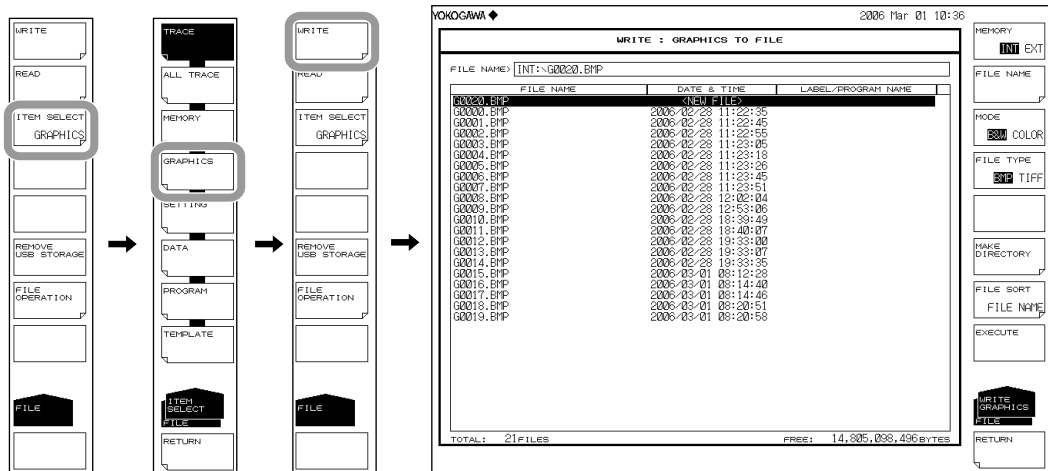 WRITE
READ
ITEM SELECT
GRAPHICS
REMOVE
USB STORAGE
FILE
OPERATION
FILE
TRACE
ALL TRACE
MEMORY
GRAPHICS
SETTING
DATA
PROGRAM
TEMPLATE
ITEM
SELECT
FILE
RETURN
WRITE
READ
ITEM SELECT
GRAPHICS
REMOVE
USB STORAGE
FILE
OPERATION
FILE
YOKOGAWA 2006 Mar 01 10:36
WRITE : GRAPHICS TO FILE
FILE NAME> INT:\G0020.BMP
FILE NAME DATE & TIME LABEL/PROGRAM NAME
G0020.BMP <NEW FILE>
G0000.BMP 2006/02/28 11:22:35
G0001.BMP 2006/02/28 11:22:45
G0002.BMP 2006/02/28 11:22:55
G0003.BMP 2006/02/28 11:23:05
G0004.BMP 2006/02/28 11:23:18
G0005.BMP 2006/02/28 11:23:26
G0006.BMP 2006/02/28 11:23:45
G0007.BMP 2006/02/28 11:23:51
G0008.BMP 2006/02/28 12:02:04
G0009.BMP 2006/02/28 12:53:06
G0010.BMP 2006/02/28 18:39:49
G0011.BMP 2006/02/28 18:40:07
G0012.BMP 2006/02/28 19:33:00
G0013.BMP 2006/02/28 19:33:07
G0014.BMP 2006/02/28 19:33:35
G0015.BMP 2006/03/01 08:12:28
G0016.BMP 2006/03/01 08:14:40
G0017.BMP 2006/03/01 08:14:46
G0018.BMP 2006/03/01 08:20:51
G0019.BMP 2006/03/01 08:20:58
TOTAL: 21FILES FREE: 14,805,098,496BYTES
MEMORY
INT EXT
FILE NAME
MODE
B&W COLOR
FILE TYPE
BMP TIFF
MAKE
DIRECTORY
FILE SORT
FILE NAME
EXECUTE
WRITE
GRAPHICS
FILE
RETURN